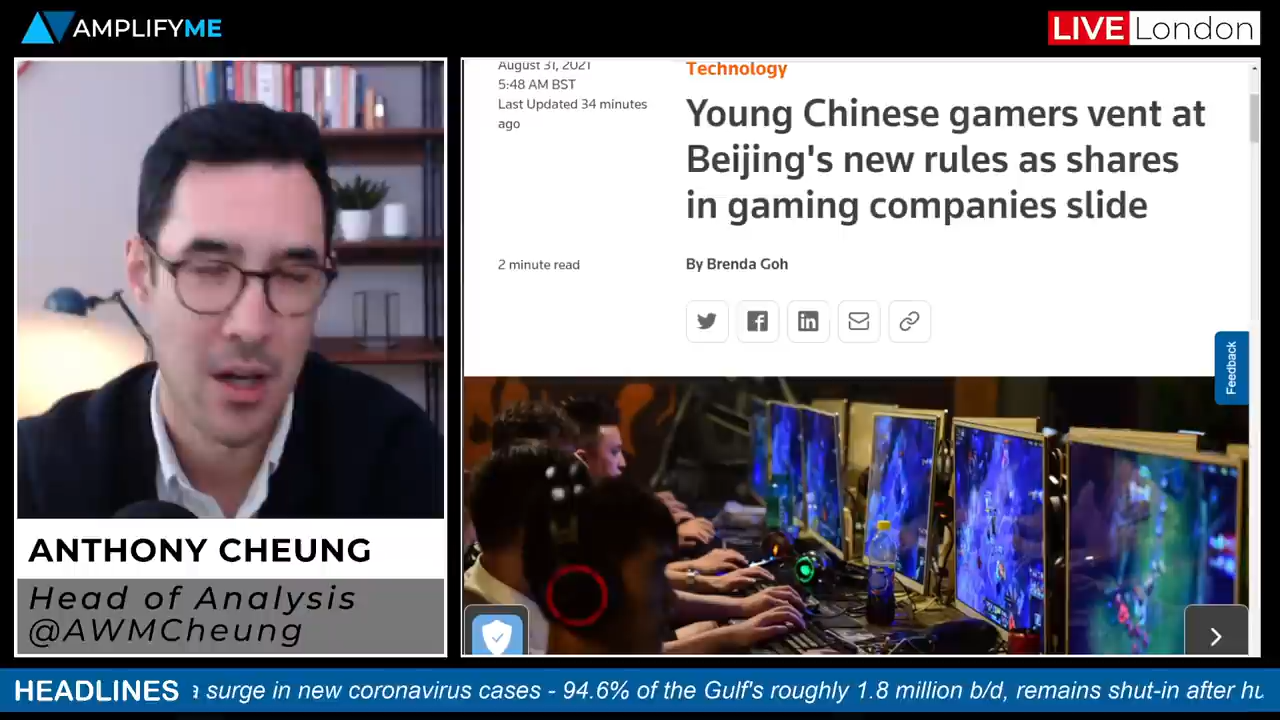 AMPLIFYME
LIVE London
August 31, 2021
5:48 AM BST
Last Updated 34 minutes
ago
Technology
Young Chinese gamers vent at
Beijing's new rules as shares
in gaming companies slide
2 minute read
By Brenda Goh
Feedback
ANTHONY CHEUNG
Head of Analysis
@AWMCheung
HEADLINES a surge in new coronavirus cases - 94.6% of the Gulf's roughly 1.8 million b/d, remains shut-in after